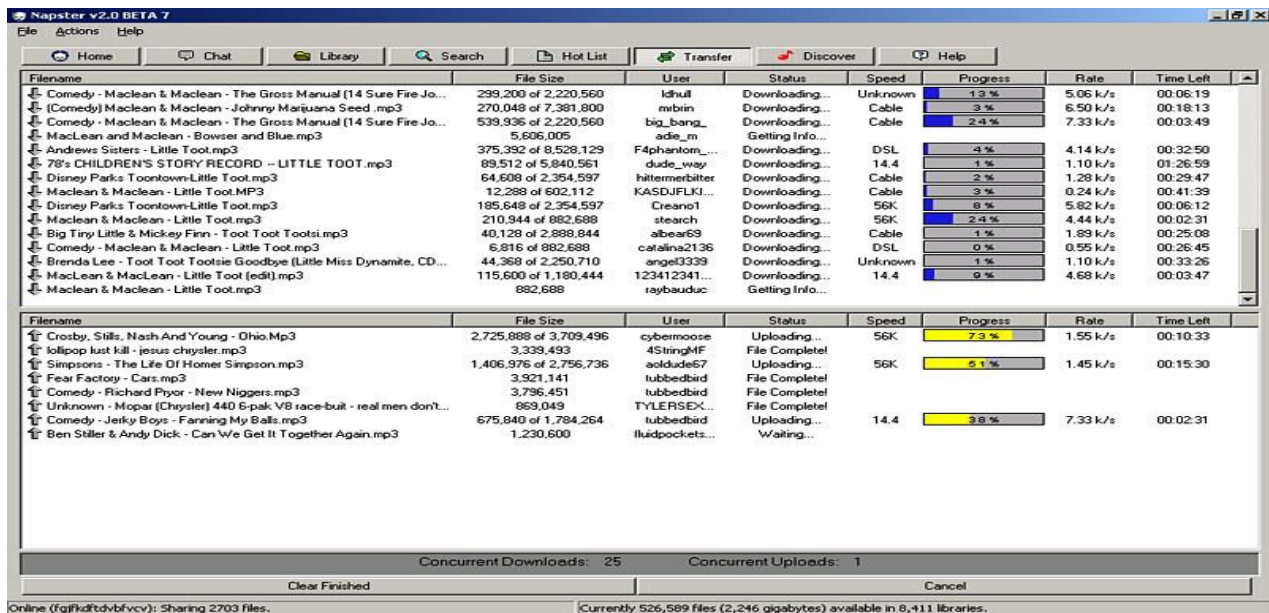 Napster v2.0 BETA 7
File Actions Help
Home Chat Library Search Hot List Transfer Discover Help
Filename File Size User Status Speed Progress Rate Time Left
Comedy - Maclean & Maclean - The Gross Manual (14 Sure Fire Jo... 299,200 of 2,220,560 ldhull Downloading... Unknown 13% 5.06 k/s 00:06:19
(Comedy) Maclean & Maclean - Johnny Marijuana Seed .mp3 270,048 of 7,381,800 mrbrin Downloading... Cable 3% 6.50 k/s 00:18:13
Comedy - Maclean & Maclean - The Gross Manual (14 Sure Fire Jo... 539,936 of 2,220,560 big_bang_ Downloading... Cable 24% 7.33 k/s 00:03:49
MacLean and Maclean - Bowser and Blue.mp3 5,606,005 adie_m Getting Info...
Andrews Sisters - Little Toot.mp3 375,392 of 8,528,129 F4phantom_... Downloading... DSL 4% 4.14 k/s 00:32:50
78's CHILDREN'S STORY RECORD -- LITTLE TOOT.mp3 89,512 of 5,840,561 dude_way Downloading... 14.4 1% 1.10 k/s 01:26:59
Disney Parks Toontown-Little Toot.mp3 64,608 of 2,354,597 hittermerbitter Downloading... Cable 2% 1.28 k/s 00:29:47
Maclean & Maclean - Little Toot.MP3 12,288 of 602,112 KASDJFLKI... Downloading... Cable 3% 0.24 k/s 00:41:39
Disney Parks Toontown-Little Toot.mp3 185,648 of 2,354,597 Creano1 Downloading... 56K 8% 5.82 k/s 00:06:12
Maclean & Maclean - Little Toot.mp3 210,944 of 882,688 stearch Downloading... 56K 24% 4.44 k/s 00:02:31
Big Tiny Little & Mickey Finn - Toot Toot Tootsi.mp3 40,128 of 2,888,844 albear69 Downloading... Cable 1% 1.89 k/s 00:25:08
Comedy - Maclean & Maclean - Little Toot.mp3 6,816 of 882,688 catalina2136 Downloading... DSL 0% 0.55 k/s 00:26:45
Brenda Lee - Toot Toot Tootsie Goodbye (Little Miss Dynamite, CD... 44,368 of 2,250,710 angel3339 Downloading... Unknown 1% 1.10 k/s 00:33:26
MacLean & MacLean - Little Toot (edit).mp3 115,600 of 1,180,444 123412341... Downloading... 14.4 9% 4.68 k/s 00:03:47
Maclean & Maclean - Little Toot.mp3 882,688 raybauduc Getting Info...
Filename File Size User Status Speed Progress Rate Time Left
Crosby, Stills, Nash And Young - Ohio.Mp3 2,725,888 of 3,709,496 cybermoose Uploading... 56K 73% 1.55 k/s 00:10:33
lollipop lust kill - jesus chrysler.mp3 3,339,493 4StringMF File Complete!
Simpsons - The Life Of Homer Simpson.mp3 1,406,976 of 2,756,736 aoldude67 Uploading... 56K 51% 1.45 k/s 00:15:30
Fear Factory - Cars.mp3 3,921,141 tubbedbird File Complete!
Comedy - Richard Pryor - New Niggers.mp3 3,796,451 tubbedbird File Complete!
Unknown - Mopar (Chrysler) 440 6-pak V8 race-buit - real men don't... 869,049 TYLERSEX... File Complete!
Comedy - Jerky Boys - Fanning My Balls.mp3 675,840 of 1,784,264 tubbedbird Uploading... 14.4 38% 7.33 k/s 00:02:31
Ben Stiller & Andy Dick - Can We Get It Together Again.mp3 1,230,600 fluidpockets... Waiting...
Concurrent Downloads: 25 Concurrent Uploads: 1
Clear Finished Cancel
Online (fgjfkdftdvbfvcv): Sharing 2703 files. Currently 526,589 files (2,246 gigabytes) available in 8,411 libraries.